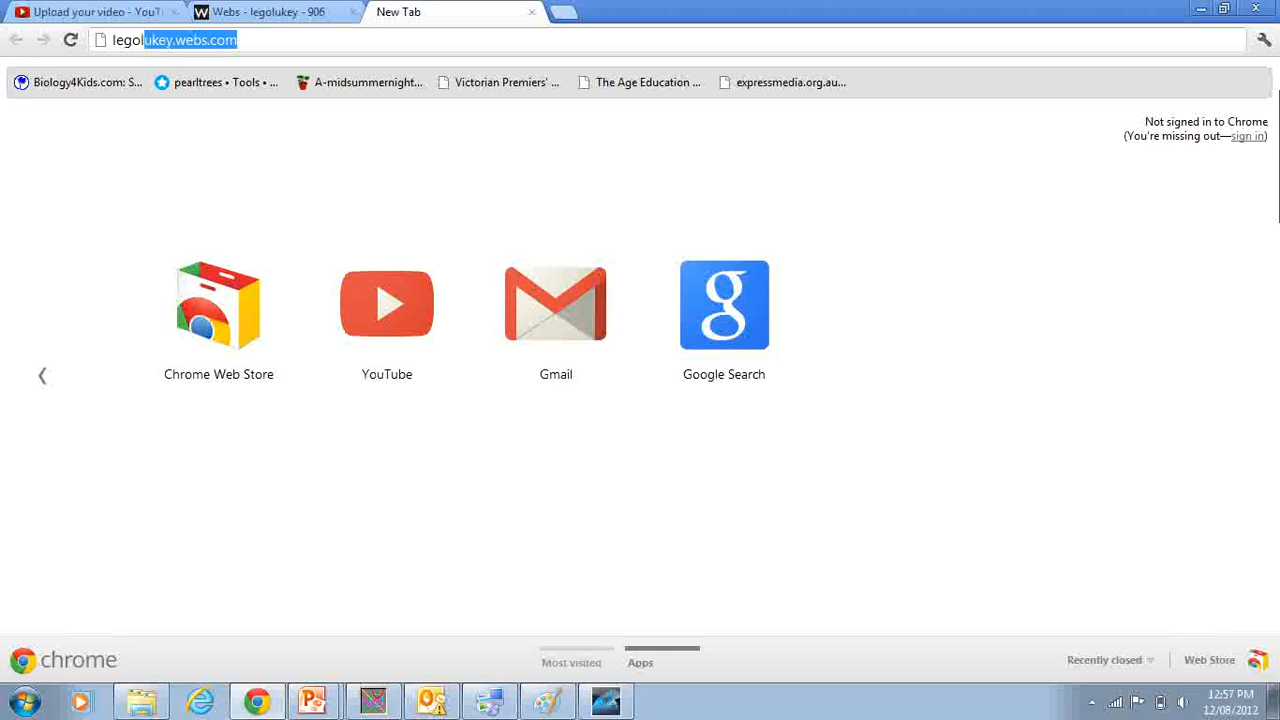 Upload your video - YouT
Webs - legolukey - 906
New Tab
legolukey.webs.com
Biology4Kids.com: S...
pearltrees • Tools • ...
A-midsummernight...
Victorian Premiers' ...
The Age Education ...
expressmedia.org.au...
Not signed in to Chrome
(You're missing out—sign in)
Chrome Web Store
YouTube
Gmail
Google Search
chrome
Most visited
Apps
Recently closed
Web Store
12:57 PM
12/08/2012